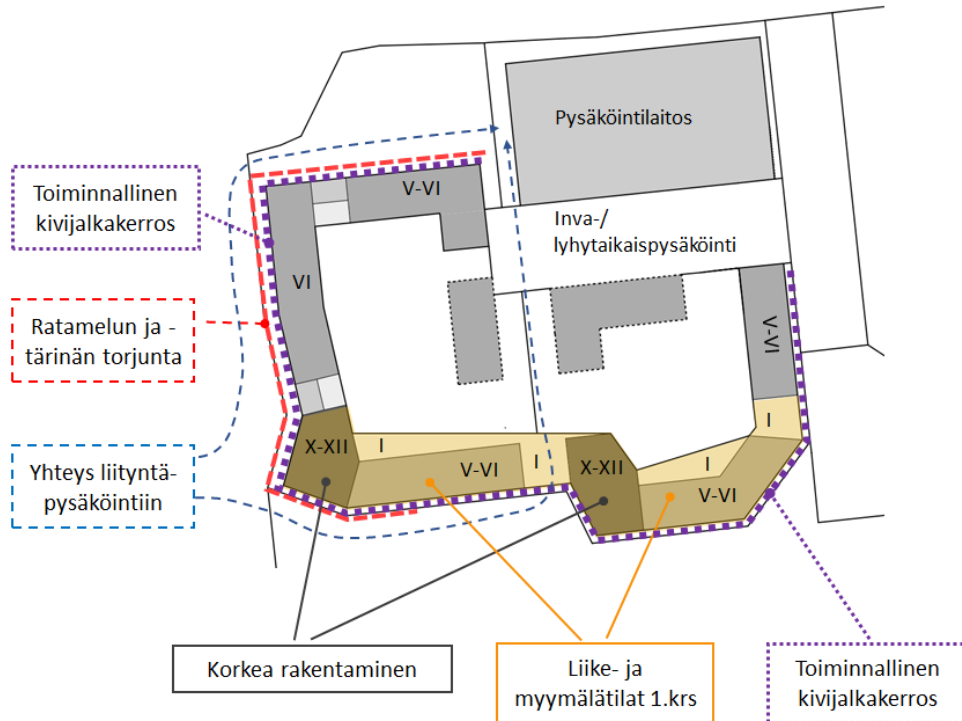 Pysäköintilaitos
Toiminnallinen
kivijalkakerros
V-VI
Inva-/
lyhytaikaispysäköinti
VI
Ratamelun ja -
tärinän torjunta
V-VI
X-XII
I
I
Yhteys liityntä-
pysäköintiin
V-VI
I
X-XII
I
V-VI
Korkea rakentaminen
Liike- ja
myymälätilat 1.krs
Toiminnallinen
kivijalkakerros